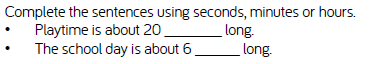 Complete the sentences using seconds, minutes or hours.
• Playtime is about 20 ________ long.
• The school day is about 6 ______ long.